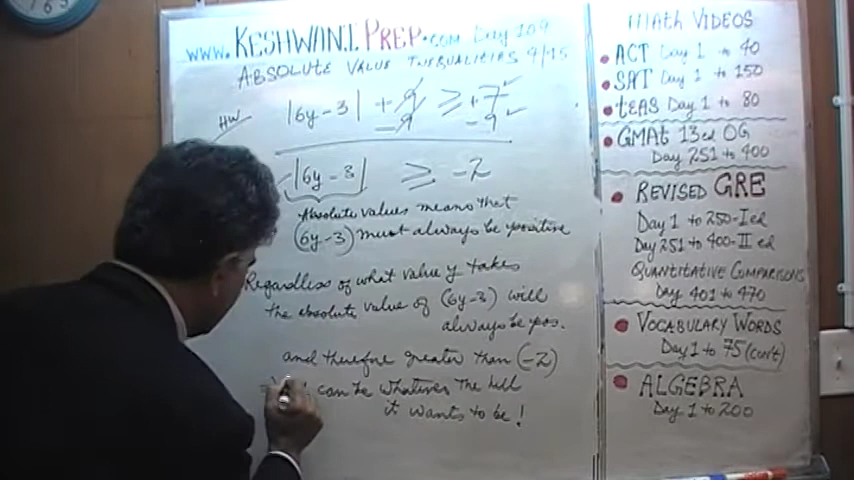 www.KESHWANI PREP.com Day 109
ABSOLUTE VALUE INEQUALITIES 9/15
HW |6y-3| + 9 ≥ + 7
- 9 - 9
|6y-3| ≥ -2
Absolute values means that
(6y-3) must always be positive
Regardless of what value y takes
the absolute value of (6y-3) will
always be pos.
and therefore greater than (-2)
can be whatever the hell
it wants to be!
Math VIDEOS
ACT Day 1 to 40
SAT Day 1 to 150
tEAS Day 1 to 80
GMAt 13ed OG
Day 251 to 400
REVISED GRE
Day 1 to 250-I ed
Day 251 to 400-II ed
QUANTITATIVE COMPARISONS
Day 401 to 470
VOCABULARY WORDS
Day 1 to 75 (con't)
ALGEBRA
Day 1 to 200